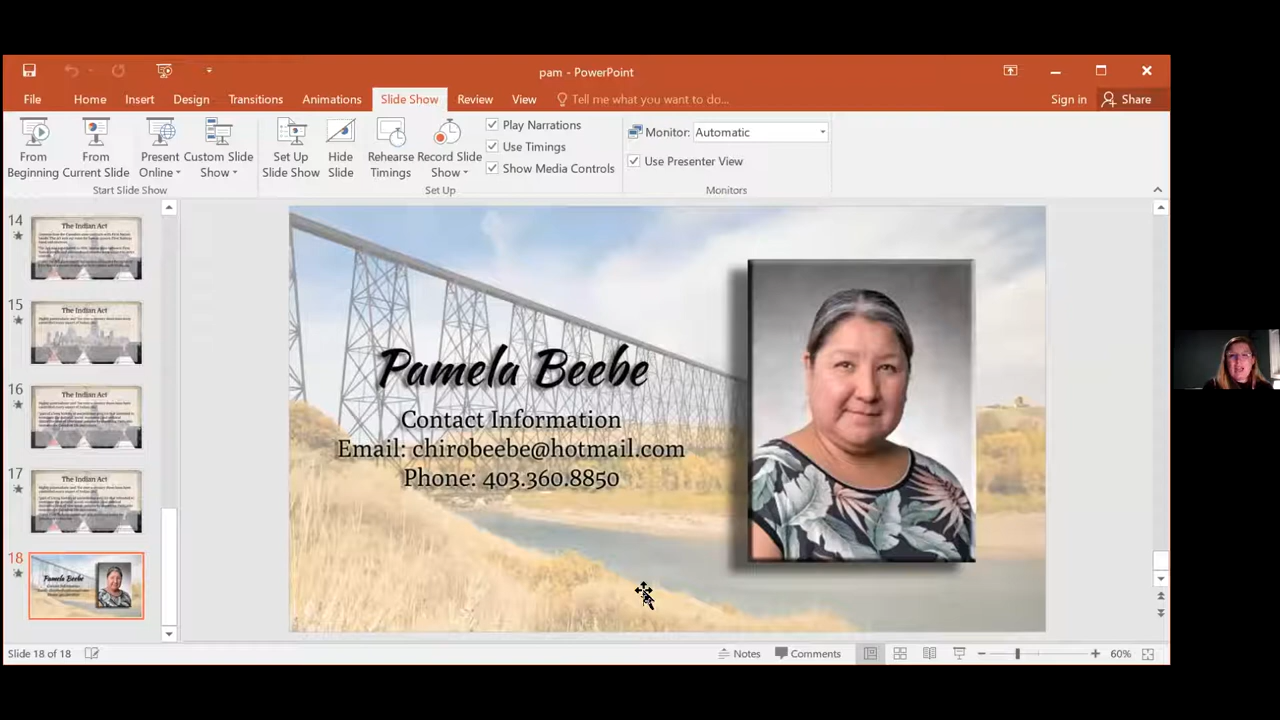 pam - PowerPoint
File Home Insert Design Transitions Animations Slide Show Review View Tell me what you want to do... Sign in Share
From Beginning
From Current Slide
Present Online
Custom Slide Show
Start Slide Show
Set Up Slide Show
Hide Slide
Rehearse Timings
Record Slide Show
Play Narrations
Use Timings
Show Media Controls
Set Up
Monitor: Automatic
Use Presenter View
Monitors
14
The Indian Act
15
The Indian Act
16
The Indian Act
17
The Indian Act
18
Pamela Beebe
Pamela Beebe
Contact Information
Email: chirobeebe@hotmail.com
Phone: 403.360.8850
Slide 18 of 18
Notes Comments 60%